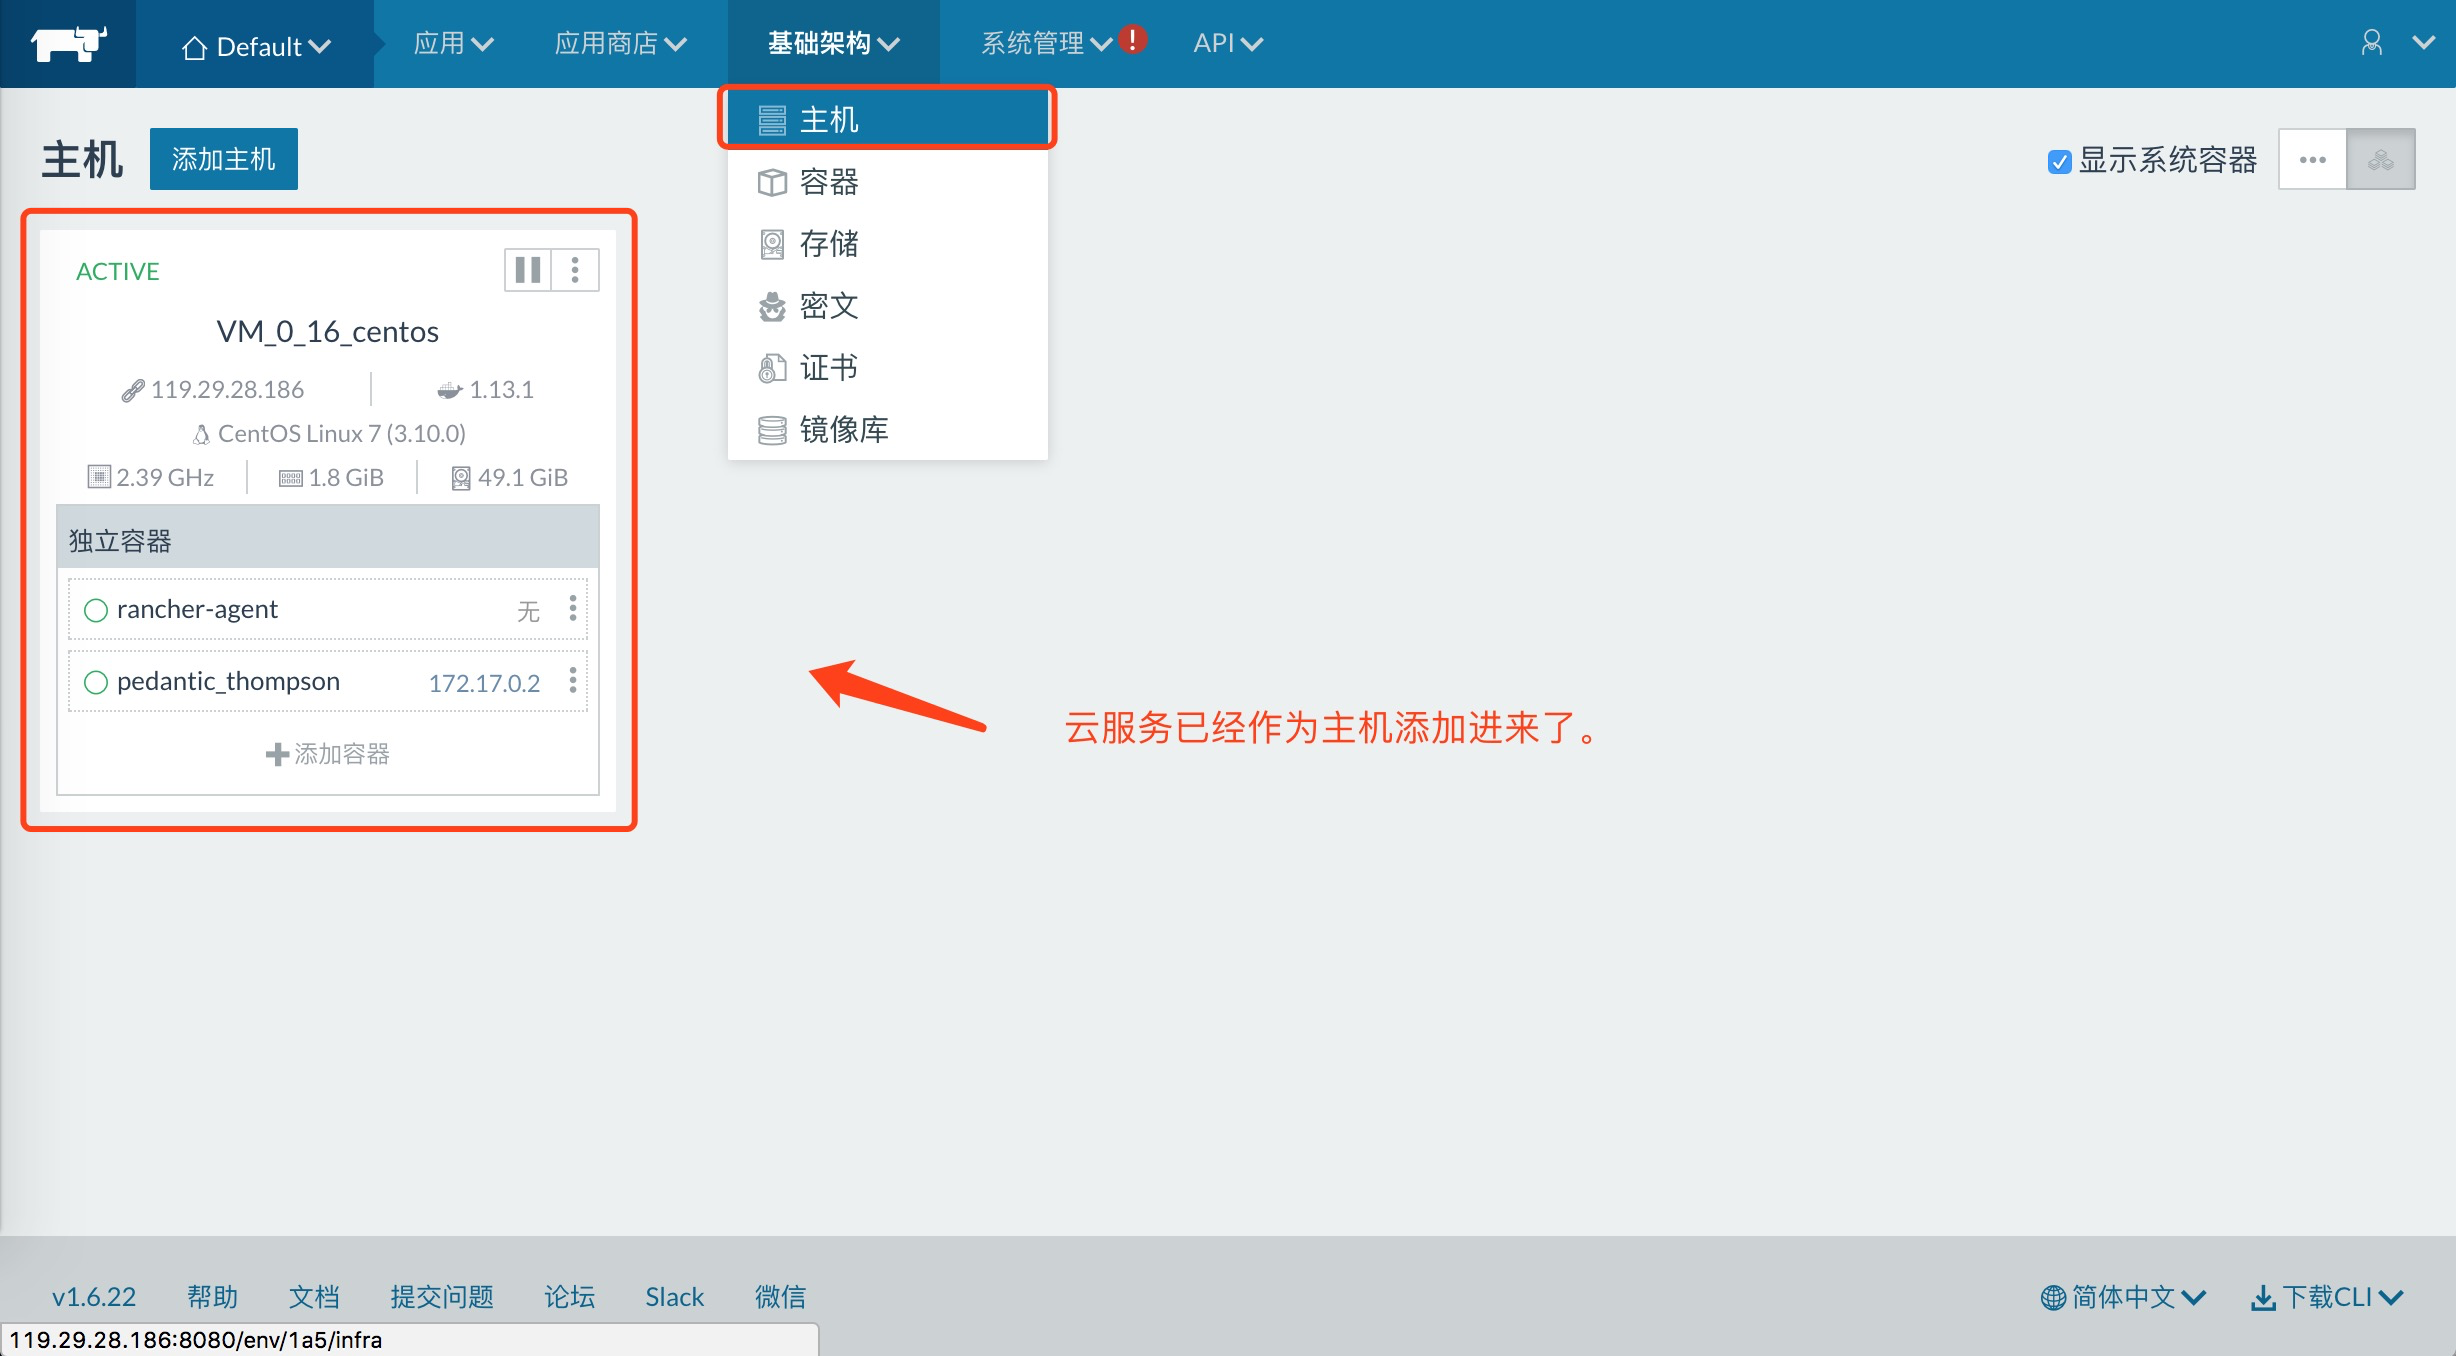 Default
应用
应用商店
基础架构
系统管理
API
主机
添加主机
主机
容器
存储
密文
证书
镜像库
显示系统容器
ACTIVE
VM_0_16_centos
119.29.28.186
1.13.1
CentOS Linux 7 (3.10.0)
2.39 GHz
1.8 GiB
49.1 GiB
独立容器
rancher-agent
无
pedantic_thompson
172.17.0.2
添加容器
云服务已经作为主机添加进来了。
v1.6.22
帮助
文档
提交问题
论坛
Slack
微信
简体中文
下载CLI
119.29.28.186:8080/env/1a5/infra